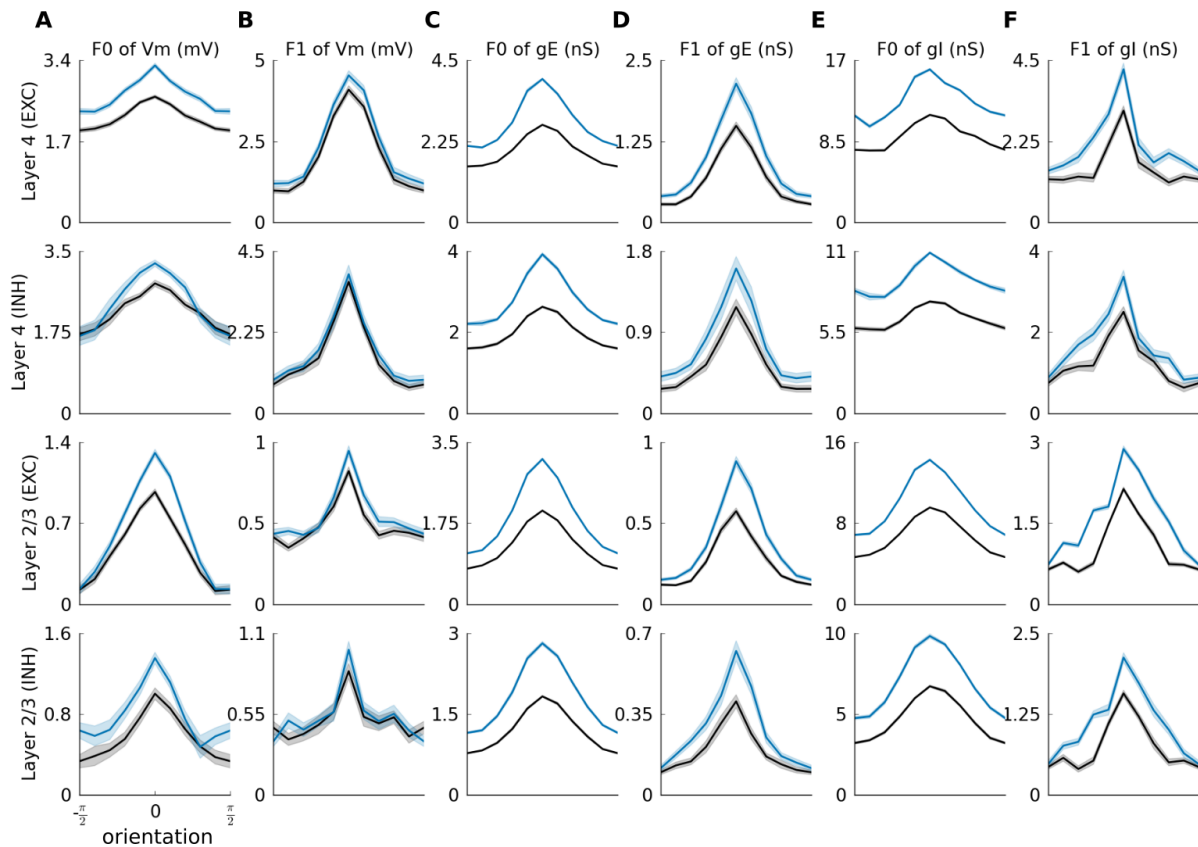 A B C D E F
F0 of Vm (mV) F1 of Vm (mV) F0 of gE (nS) F1 of gE (nS) F0 of gI (nS) F1 of gI (nS)
Layer 4 (EXC)
3.4 5 4.5 2.5 17 4.5
1.7 2.5 2.25 1.25 8.5 2.25
0 0 0 0 0 0
Layer 4 (INH)
3.5 4.5 4 1.8 11 4
1.75 2.25 2 0.9 5.5 2
0 0 0 0 0 0
Layer 2/3 (EXC)
1.4 1 3.5 1 16 3
0.7 0.5 1.75 0.5 8 1.5
0 0 0 0 0 0
Layer 2/3 (INH)
1.6 1.1 3 0.7 10 2.5
0.8 0.55 1.5 0.35 5 1.25
0 0 0 0 0 0
-π/2 0 π/2
orientation